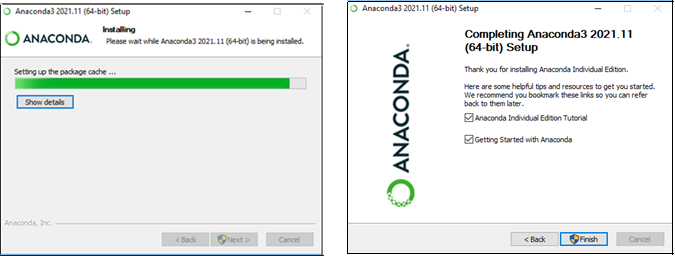 Anaconda3 2021.11 (64-bit) Setup
ANACONDA.
Installing
Please wait while Anaconda3 2021.11 (64-bit) is being installed.
Setting up the package cache ...
Show details
Anaconda, Inc.
< Back
Next >
Cancel
Anaconda3 2021.11 (64-bit) Setup
ANACONDA.
Completing Anaconda3 2021.11
(64-bit) Setup
Thank you for installing Anaconda Individual Edition.
Here are some helpful tips and resources to get you started.
We recommend you bookmark these links so you can refer
back to them later.
Anaconda Individual Edition Tutorial
Getting Started with Anaconda
< Back
Finish
Cancel